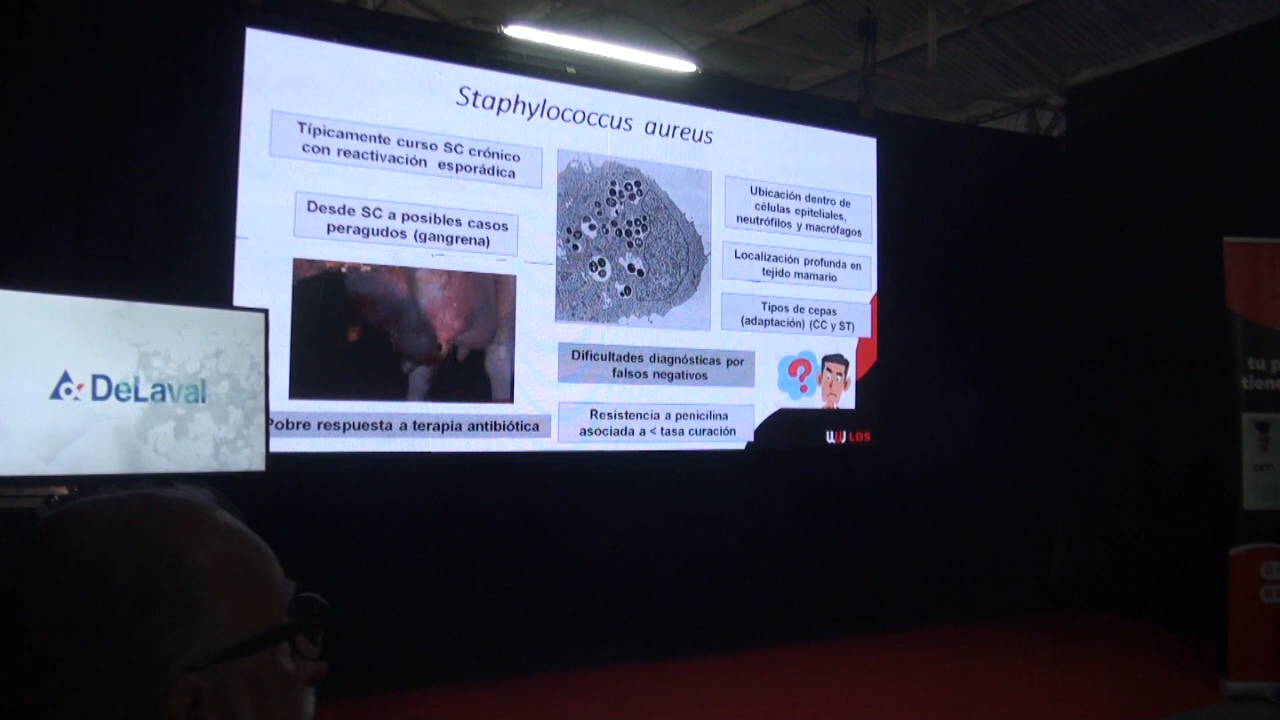 Staphylococcus aureus
Típicamente curso SC crónico
con reactivación esporádica
Desde SC a posibles casos
peragudos (gangrena)
Pobre respuesta a terapia antibiótica
Dificultades diagnósticas por
falsos negativos
Resistencia a penicilina
asociada a < tasa curación
Ubicación dentro de
células epiteliales,
neutrófilos y macrófagos
Localización profunda en
tejido mamario
Tipos de cepas
(adaptación) (CC y ST)
?
LDS
DeLaval
tu